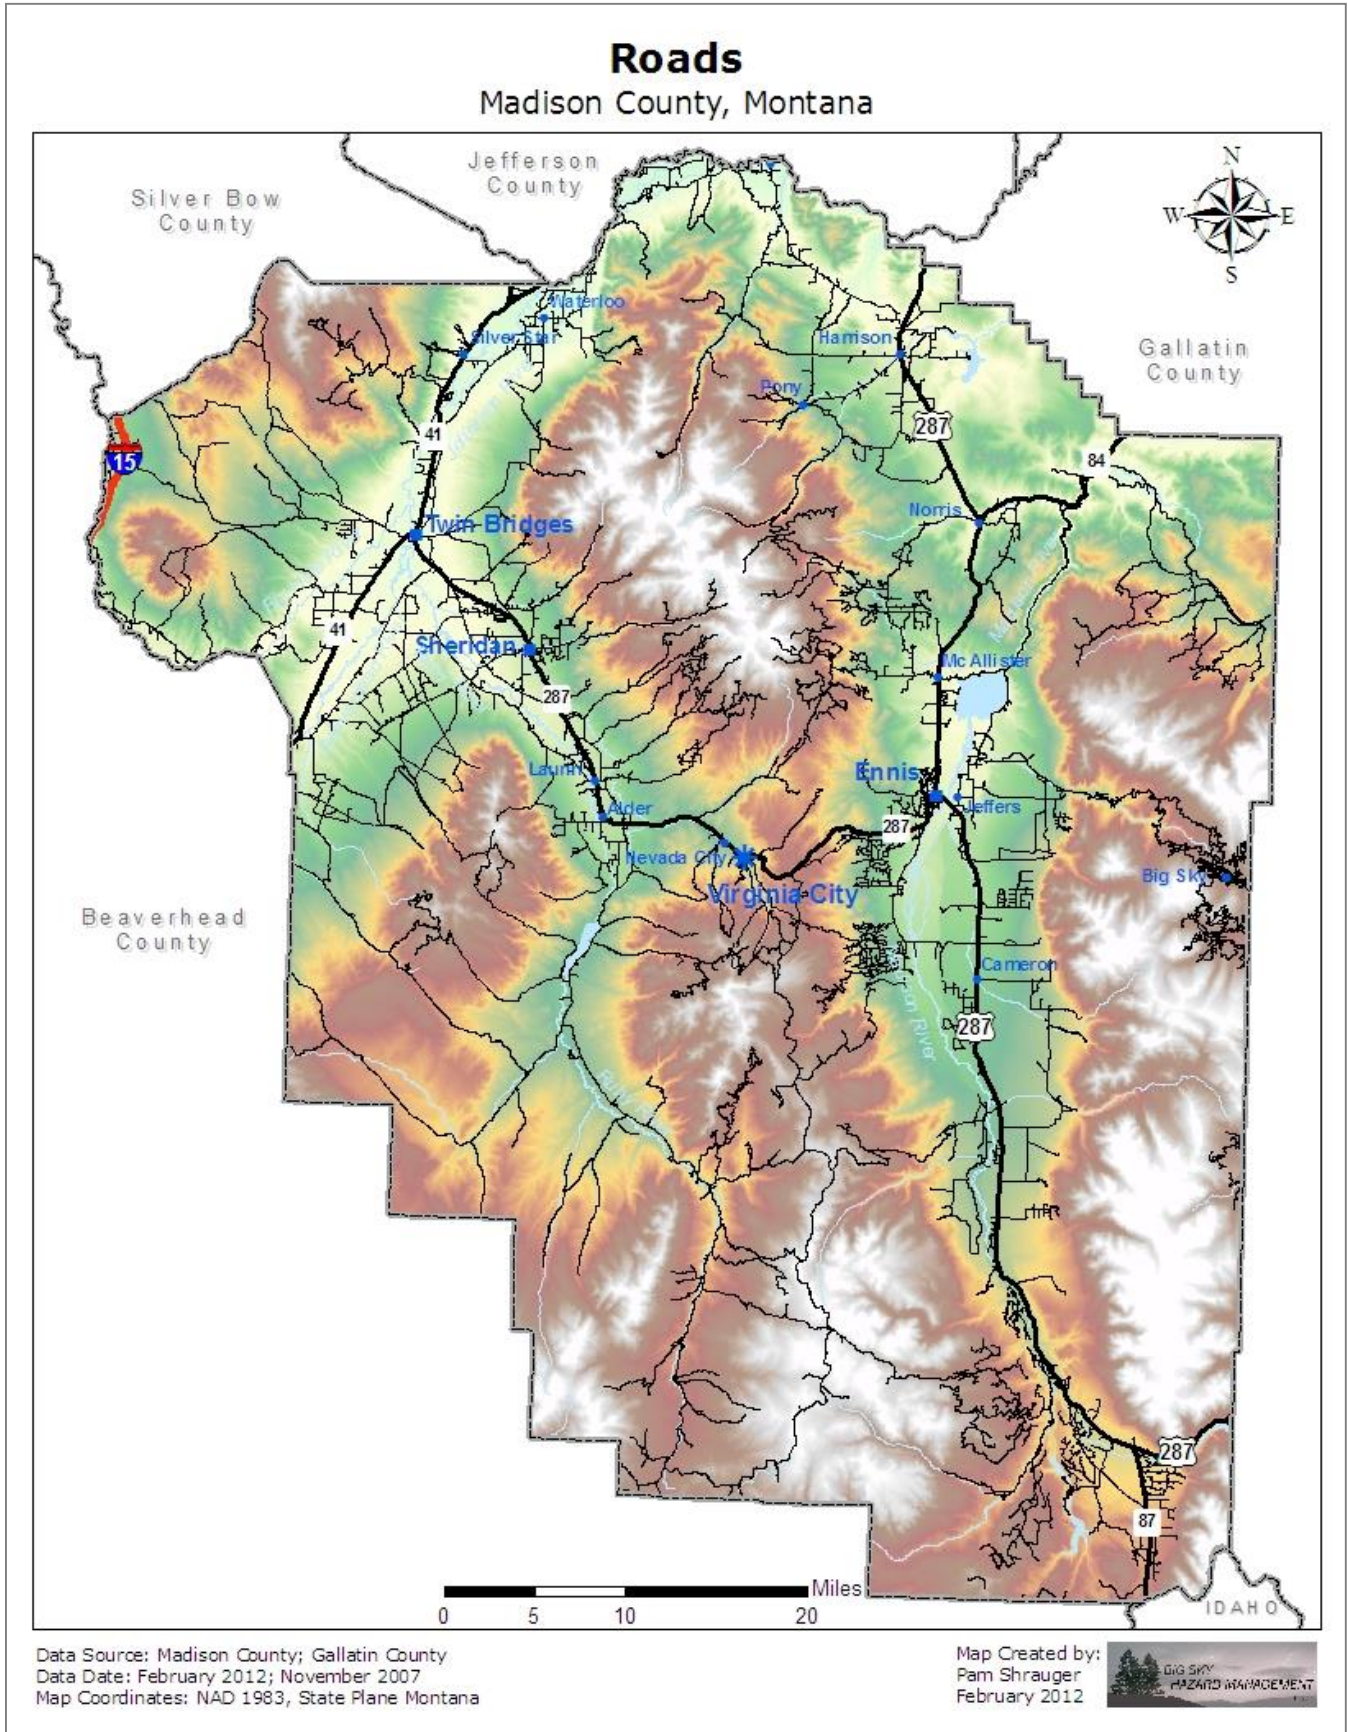 Roads
Madison County, Montana
Jefferson
County
Silver Bow
County
N
W
E
S
Waterloo
Silver Star
Harrison
Gallatin
County
Pony
41
287
15
84
Norris
Twin Bridges
41
Sheridan
McAllister
287
Laurin
Ennis
Alder
Jeffers
287
Nevada City
Virginia City
Big Sky
Beaverhead
County
Cameron
Madison River
287
287
87
Miles
0
5
10
20
IDAHO
Data Source: Madison County; Gallatin County
Data Date: February 2012; November 2007
Map Coordinates: NAD 1983, State Plane Montana
Map Created by:
Pam Shrauger
February 2012
BIG SKY
HAZARD MANAGEMENT